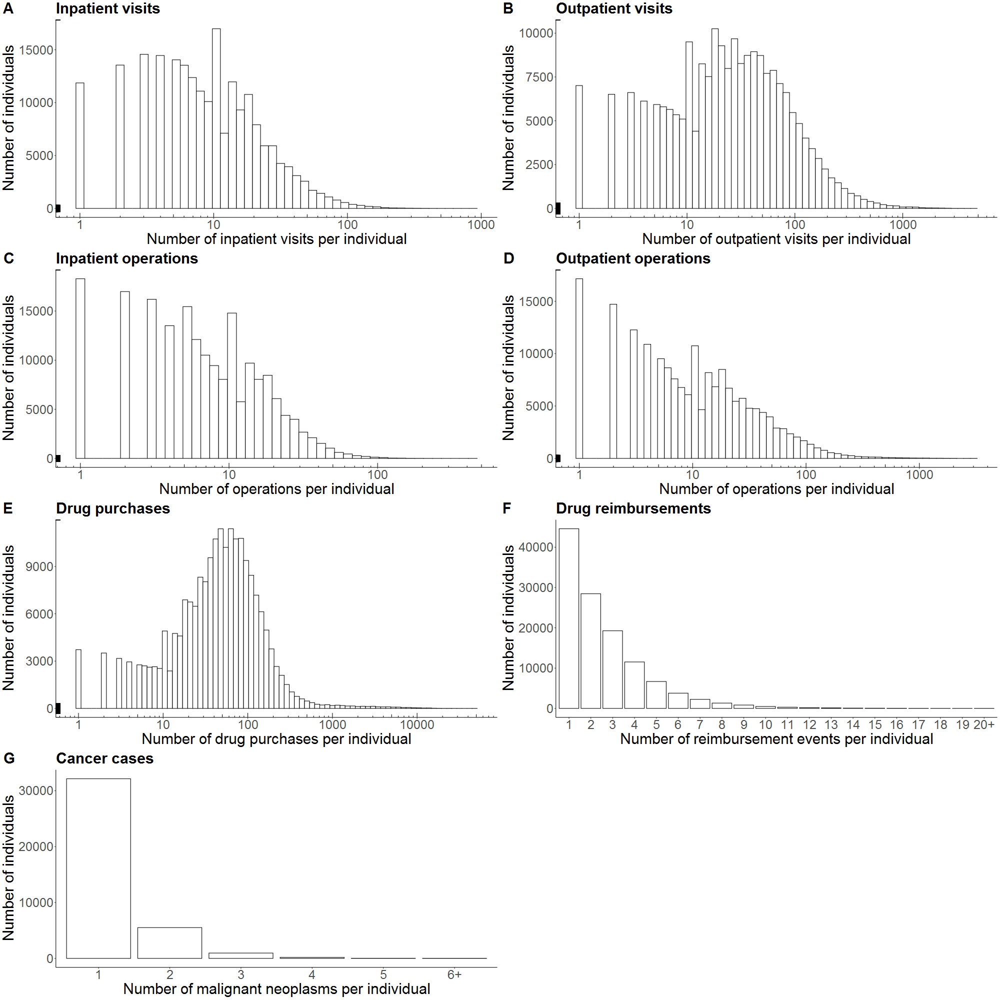 A Inpatient visits
Number of individuals
15000
10000
5000
0
1 10 100 1000
Number of inpatient visits per individual
B Outpatient visits
Number of individuals
10000
7500
5000
2500
0
1 10 100 1000
Number of outpatient visits per individual
C Inpatient operations
Number of individuals
15000
10000
5000
0
1 10 100
Number of operations per individual
D Outpatient operations
Number of individuals
15000
10000
5000
0
1 10 100 1000
Number of operations per individual
E Drug purchases
Number of individuals
9000
6000
3000
0
1 10 100 1000 10000
Number of drug purchases per individual
F Drug reimbursements
Number of individuals
40000
30000
20000
10000
0
1 2 3 4 5 6 7 8 9 10 11 12 13 14 15 16 17 18 19 20+
Number of reimbursement events per individual
G Cancer cases
Number of individuals
30000
20000
10000
0
1 2 3 4 5 6+
Number of malignant neoplasms per individual